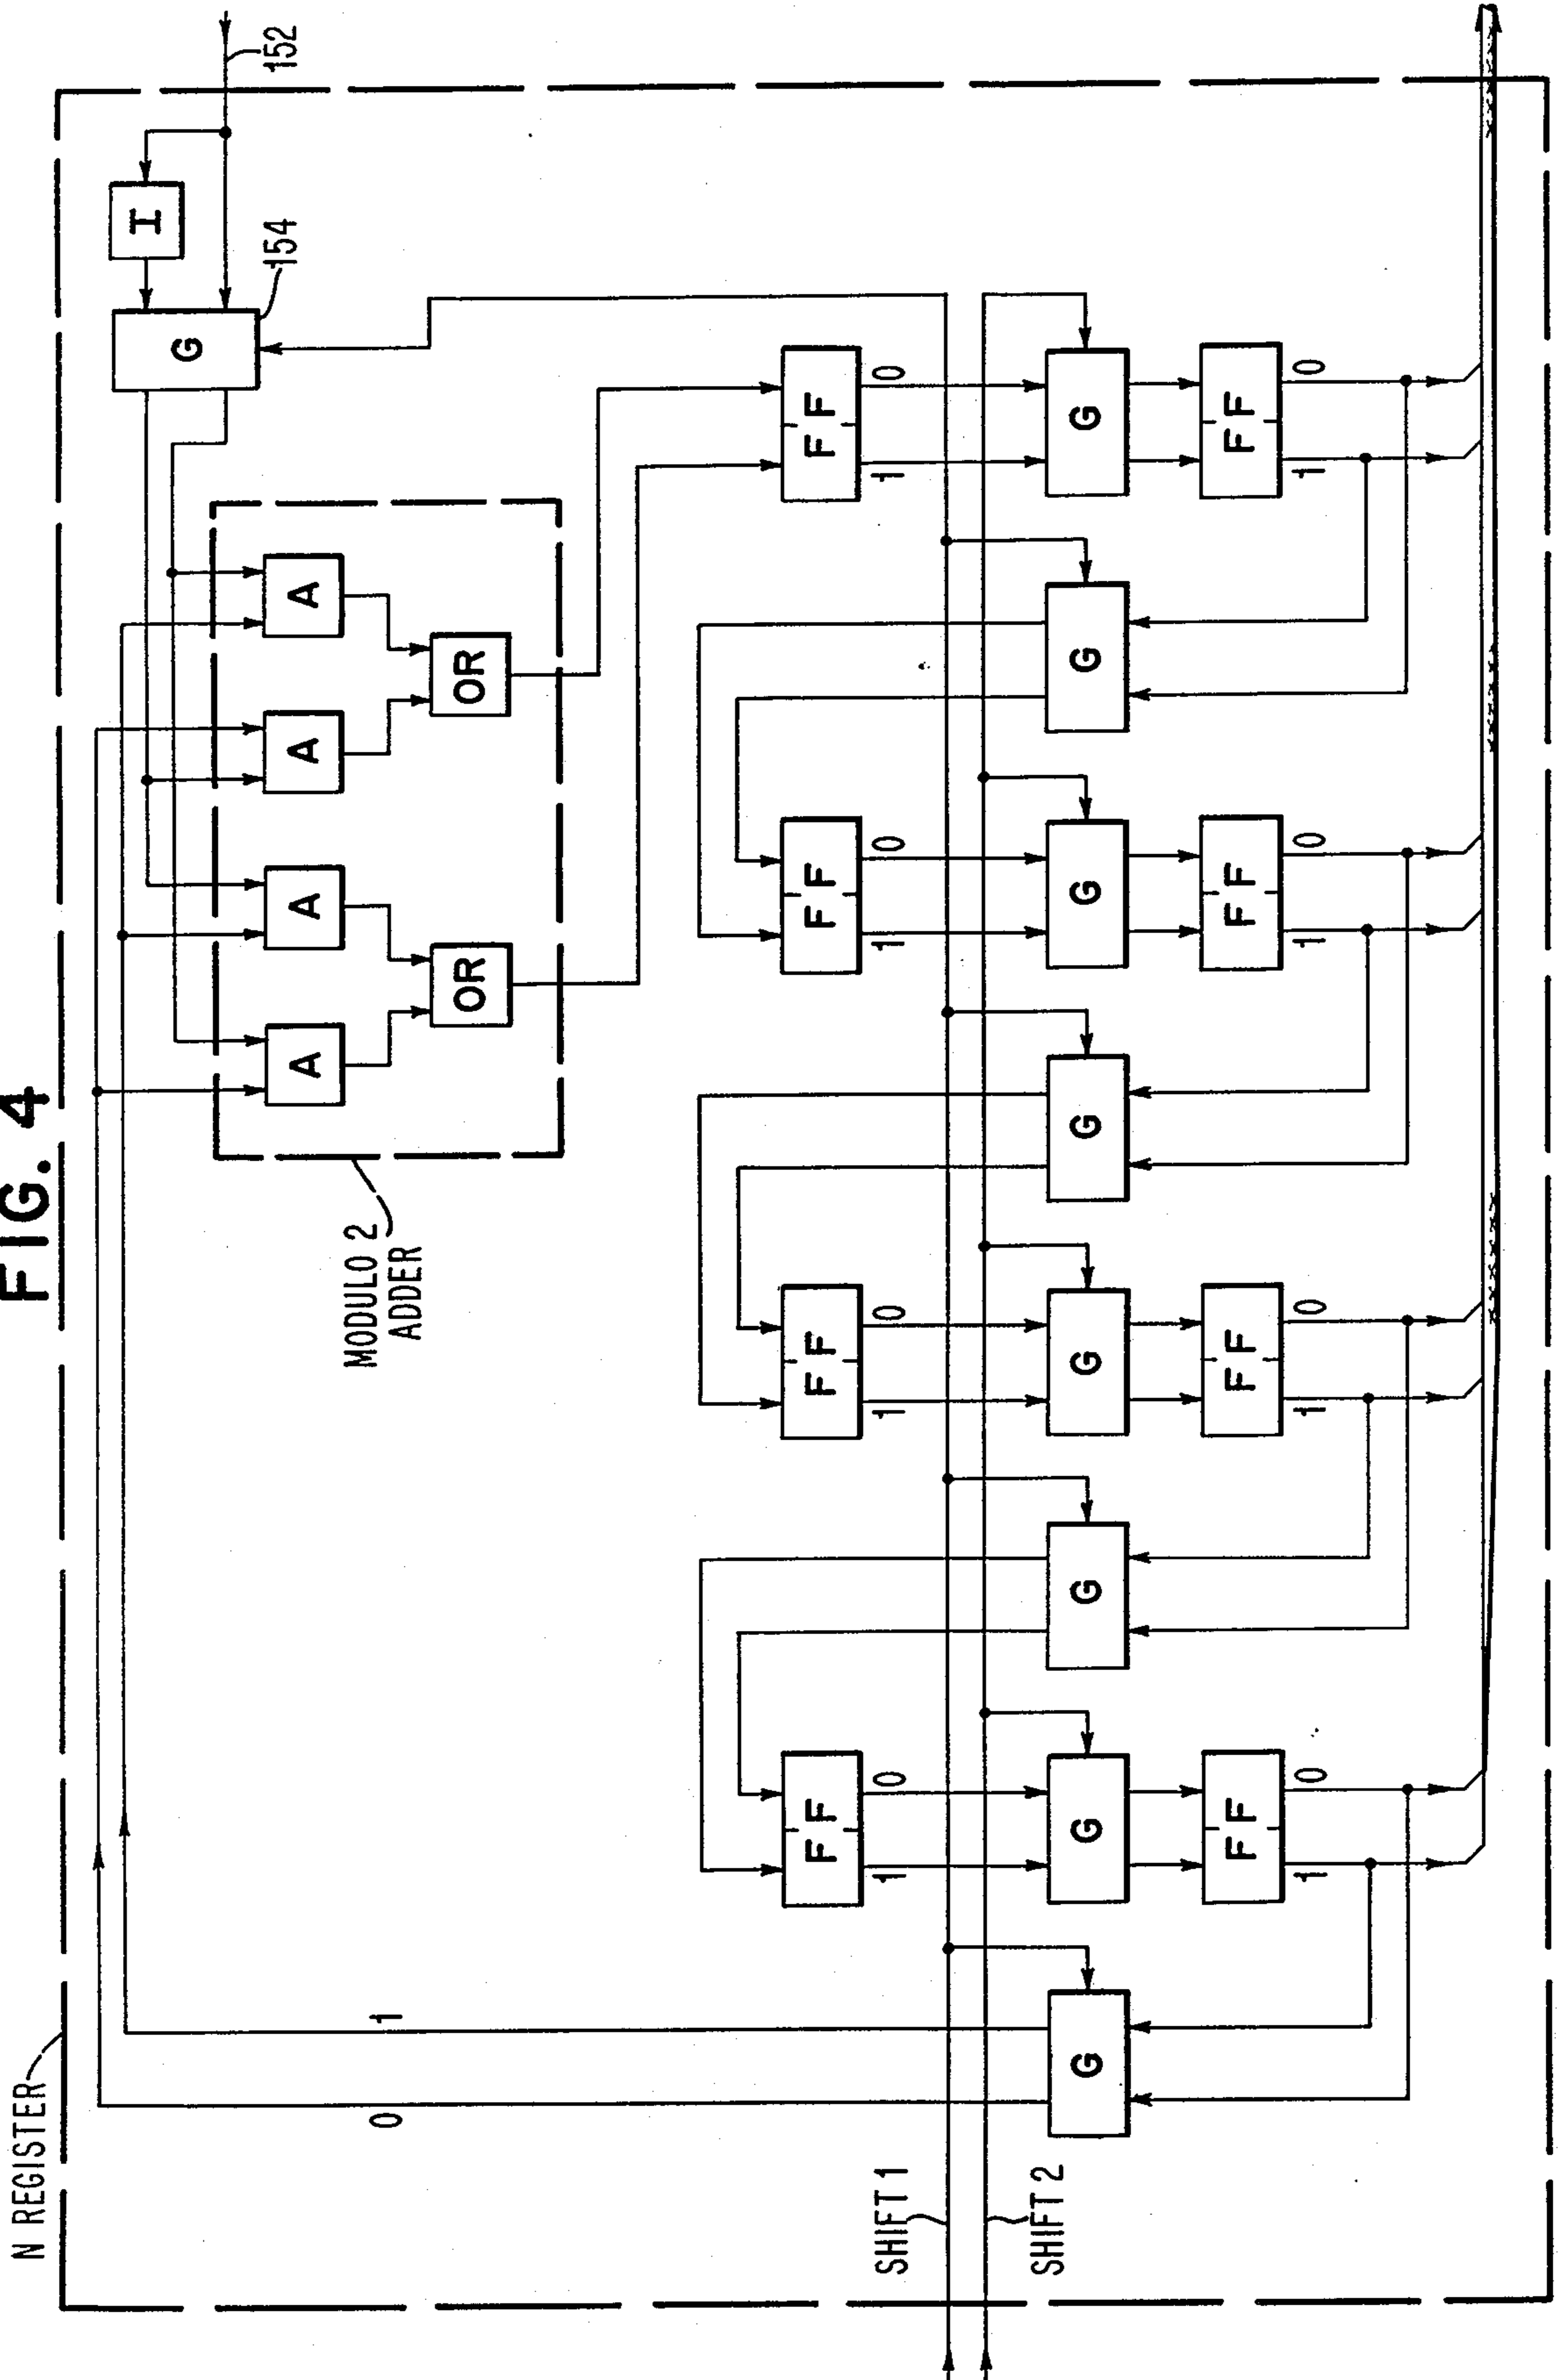 FIG. 4
N REGISTER
I
G
152
154
A A A A
MODULO 2
ADDER
0 1
OR OR
FF FF FF FF
1 0 1 0 1 0 1 0
SHIFT 1
SHIFT 2
G G G G G G G G
FF FF FF FF
1 0 1 0 1 0 1 0